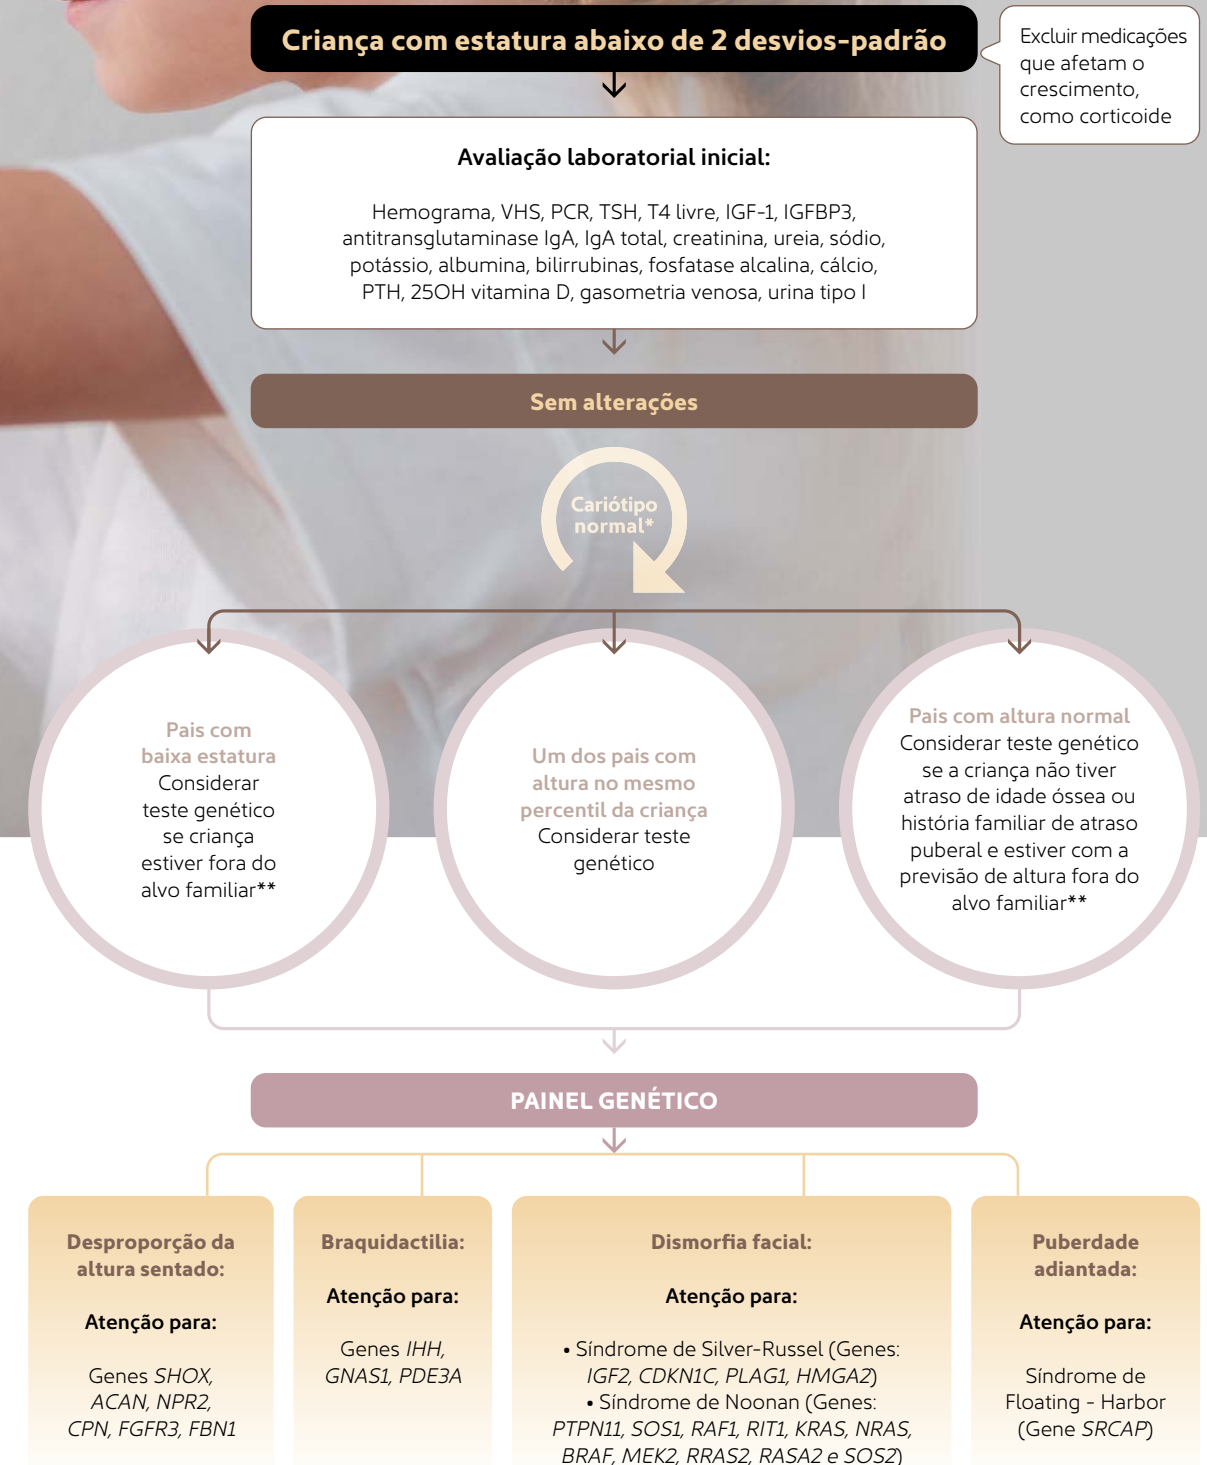 Criança com estatura abaixo de 2 desvios-padrão
Excluir medicações
que afetam o
crescimento,
como corticoide
Avaliação laboratorial inicial:
Hemograma, VHS, PCR, TSH, T4 livre, IGF-1, IGFBP3,
antitransglutaminase IgA, IgA total, creatinina, ureia, sódio,
potássio, albumina, bilirrubinas, fosfatase alcalina, cálcio,
PTH, 25OH vitamina D, gasometria venosa, urina tipo I
Sem alterações
Cariótipo
normal*
Pais com
baixa estatura
Considerar
teste genético
se criança
estiver fora do
alvo familiar**
Um dos pais com
altura no mesmo
percentil da criança
Considerar teste
genético
Pais com altura normal
Considerar teste genético
se a criança não tiver
atraso de idade óssea ou
história familiar de atraso
puberal e estiver com a
previsão de altura fora do
alvo familiar**
PAINEL GENÉTICO
Desproporção da
altura sentado:
Atenção para:
Genes SHOX,
ACAN, NPR2,
CPN, FGFR3, FBN1
Braquidactilia:
Atenção para:
Genes IHH,
GNAS1, PDE3A
Dismorfia facial:
Atenção para:
• Síndrome de Silver-Russel (Genes:
IGF2, CDKN1C, PLAG1, HMGA2)
• Síndrome de Noonan (Genes:
PTPN11, SOS1, RAF1, RIT1, KRAS, NRAS,
BRAF, MEK2, RRAS2, RASA2 e SOS2)
Puberdade
adiantada:
Atenção para:
Síndrome de
Floating - Harbor
(Gene SRCAP)